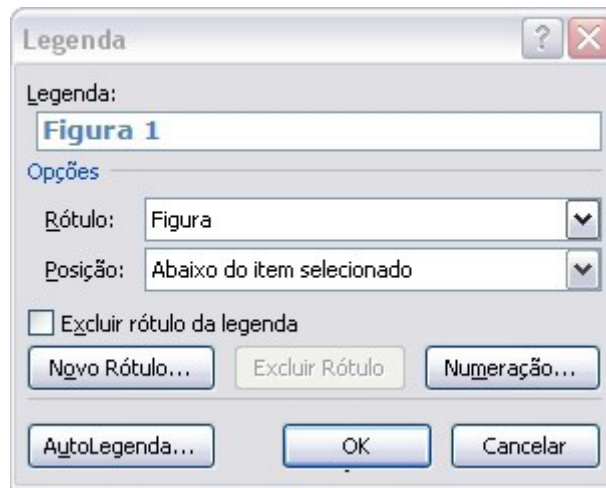 Legenda
Legenda:
Figura 1
Opções
Rótulo: Figura
Posição: Abaixo do item selecionado
Excluir rótulo da legenda
Novo Rótulo... Excluir Rótulo Numeração...
AutoLegenda... OK Cancelar